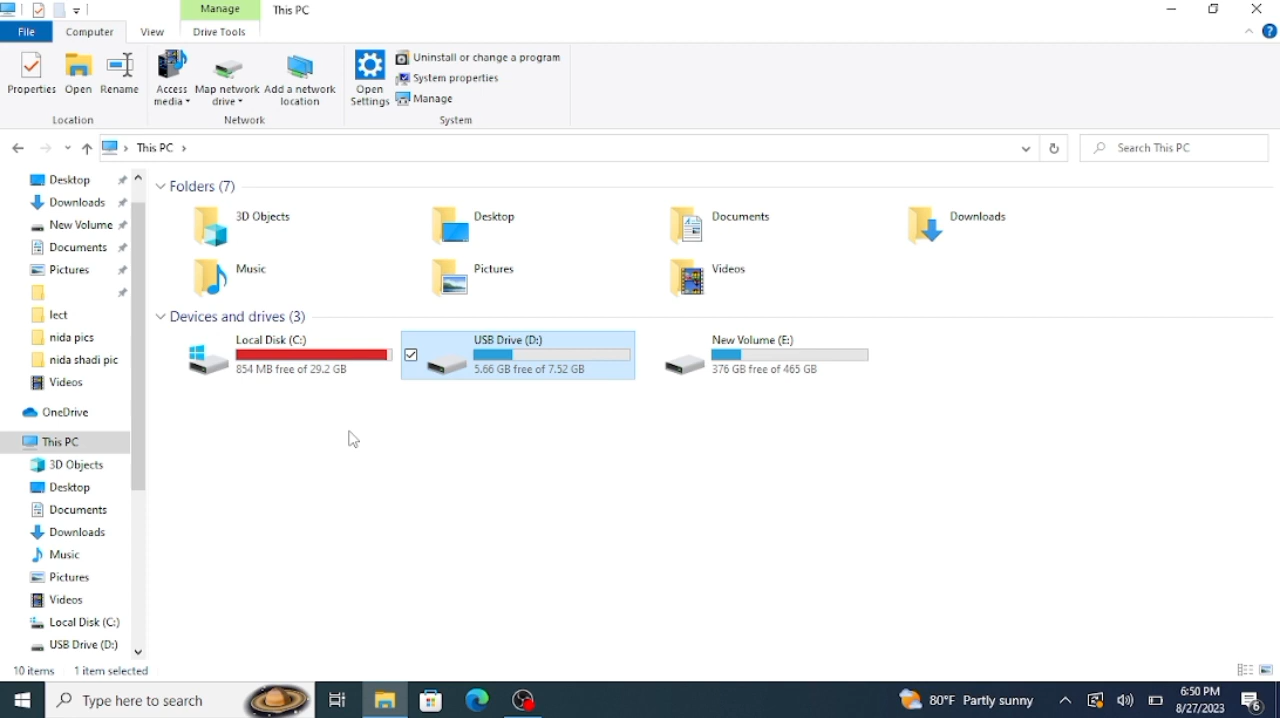 Manage
This PC
File
Computer
View
Drive Tools
Properties
Open
Rename
Access media
Map network drive
Add a network location
Open Settings
Uninstall or change a program
System properties
Manage
Location
Network
System
This PC
Search This PC
Desktop
Downloads
New Volume
Documents
Pictures
lect
nida pics
nida shadi pic
Videos
OneDrive
This PC
3D Objects
Desktop
Documents
Downloads
Music
Pictures
Videos
Local Disk (C:)
USB Drive (D:)
Folders (7)
3D Objects
Desktop
Documents
Downloads
Music
Pictures
Videos
Devices and drives (3)
Local Disk (C:)
854 MB free of 29.2 GB
USB Drive (D:)
5.66 GB free of 7.52 GB
New Volume (E:)
376 GB free of 465 GB
10 items
1 item selected
Type here to search
80°F Partly sunny
6:50 PM
8/27/2023
6